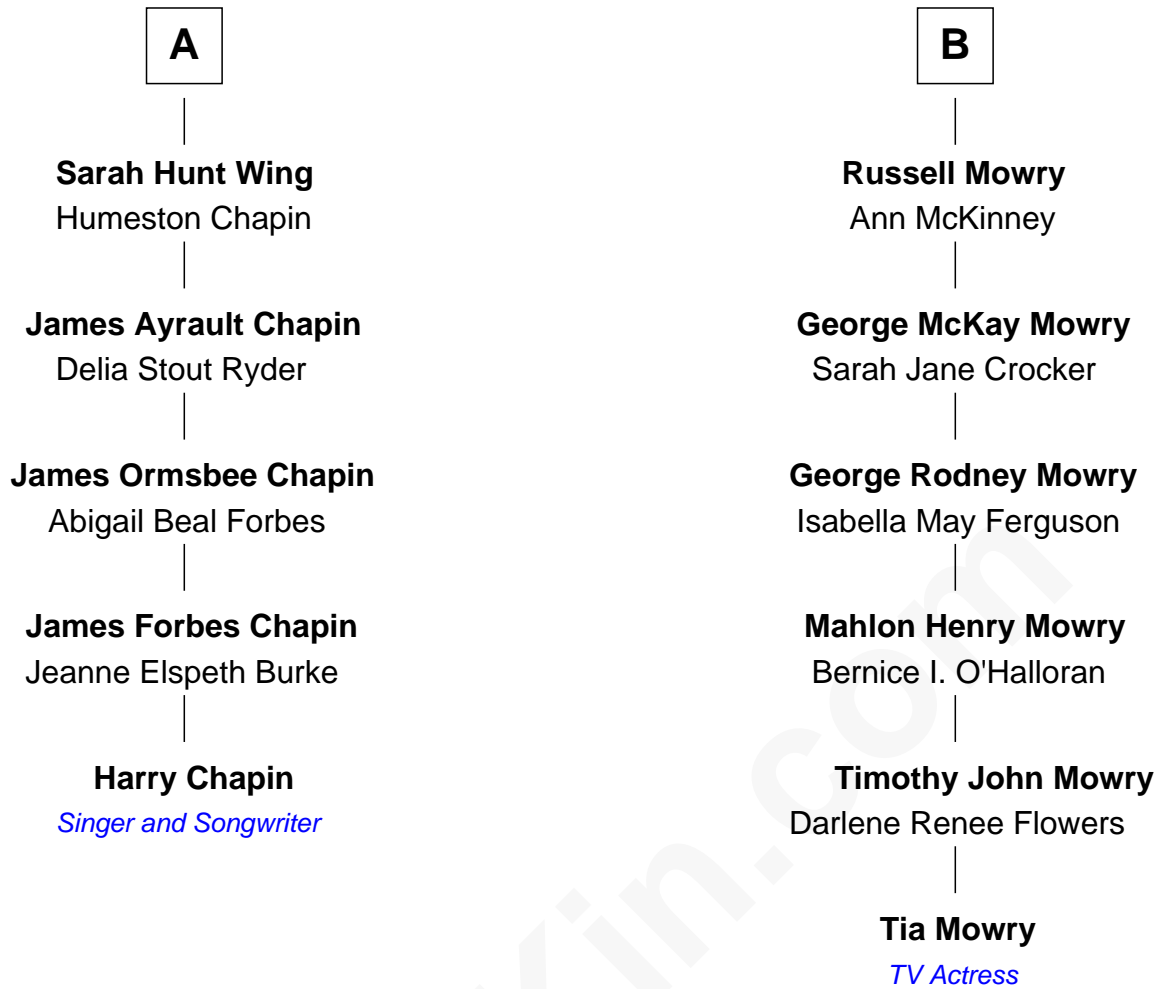 A
Sarah Hunt Wing
Humeston Chapin
James Ayrault Chapin
Delia Stout Ryder
James Ormsbee Chapin
Abigail Beal Forbes
James Forbes Chapin
Jeanne Elspeth Burke
Harry Chapin
Singer and Songwriter
B
Russell Mowry
Ann McKinney
George McKay Mowry
Sarah Jane Crocker
George Rodney Mowry
Isabella May Ferguson
Mahlon Henry Mowry
Bernice I. O'Halloran
Timothy John Mowry
Darlene Renee Flowers
Tia Mowry
TV Actress
Kin.com